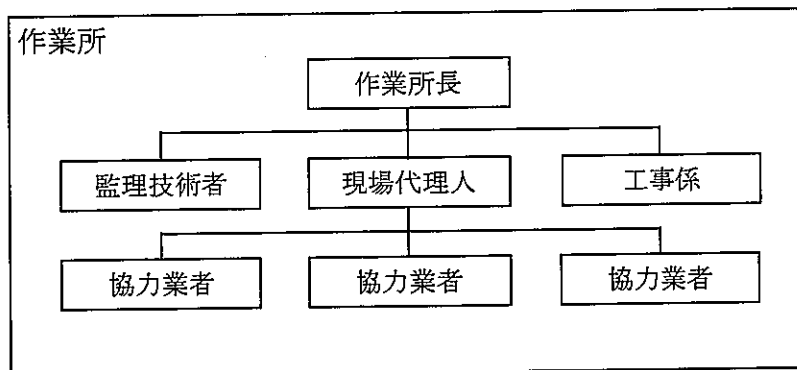 作業所
作業所長
監理技術者 現場代理人 工事係
協力業者 協力業者 協力業者